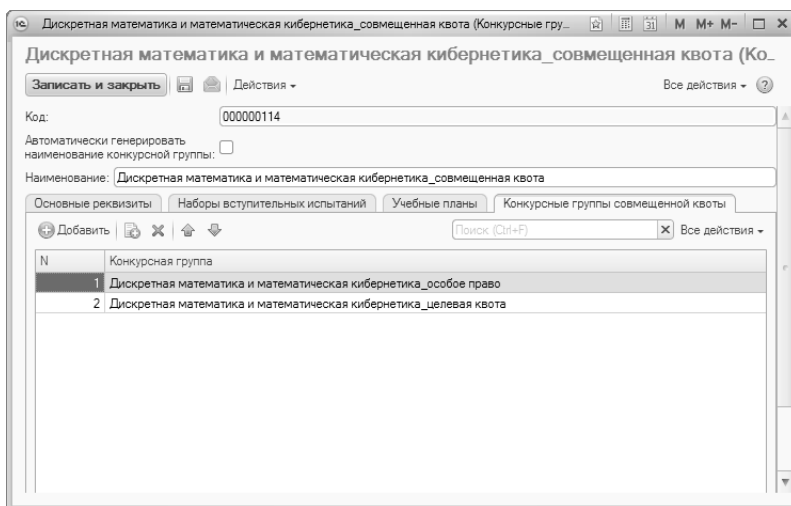 Дискретная математика и математическая кибернетика_совмещенная квота (Конкурсные гру... 31 M M+ M-
Дискретная математика и математическая кибернетика_совмещенная квота (Ко...
Записать и закрыть Действия Все действия ?
Код: 000000114
Автоматически генерировать
наименование конкурсной группы:
Наименование: Дискретная математика и математическая кибернетика_совмещенная квота
Основные реквизиты Наборы вступительных испытаний Учебные планы Конкурсные группы совмещенной квоты
Добавить Поиск (Ctrl+F) Все действия
N Конкурсная группа
1 Дискретная математика и математическая кибернетика_особое право
2 Дискретная математика и математическая кибернетика_целевая квота